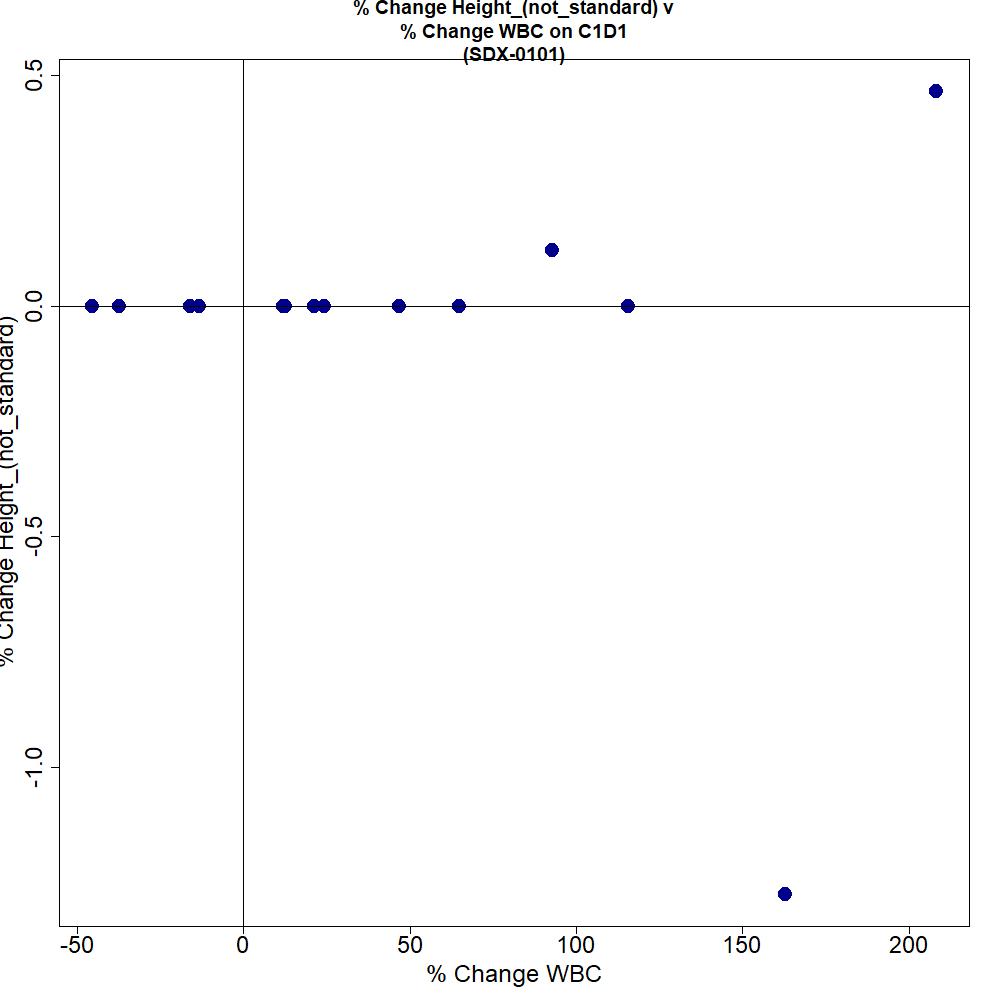 % Change Height_(not_standard) v
% Change WBC on C1D1
(SDX-0101)
% Change Height_(not_standard)
0.5
0.0
-0.5
-1.0
-50
0
50
100
150
200
% Change WBC